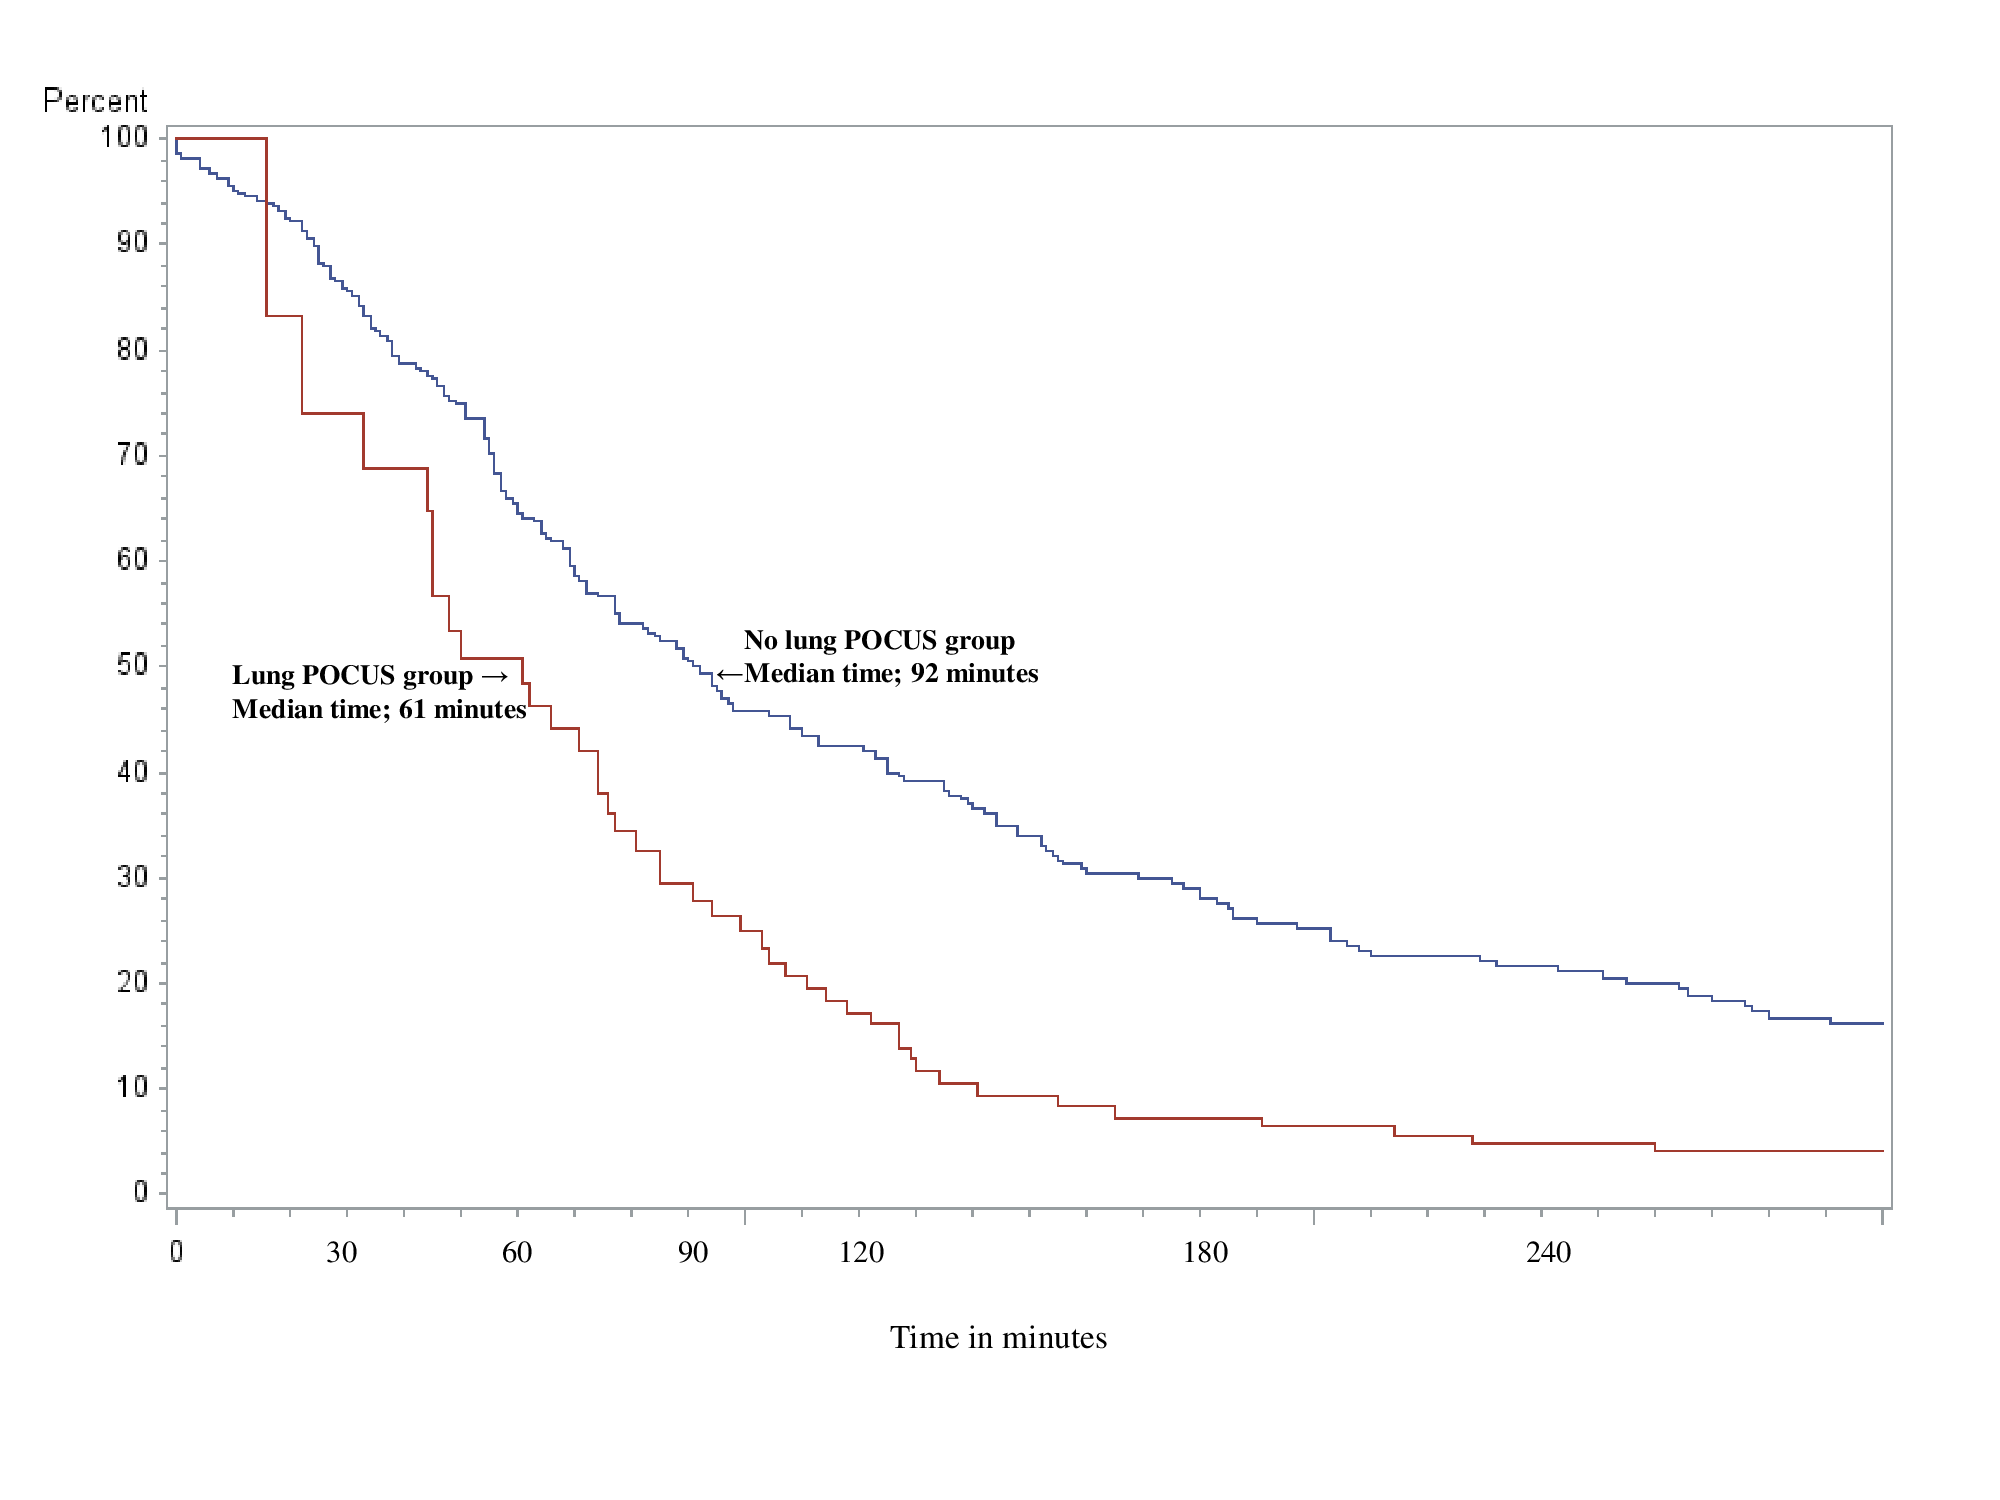 Percent
100
90
80
70
60
50
40
30
20
10
0
No lung POCUS group
←Median time; 92 minutes
Lung POCUS group →
Median time; 61 minutes
0 30 60 90 120 180 240
Time in minutes